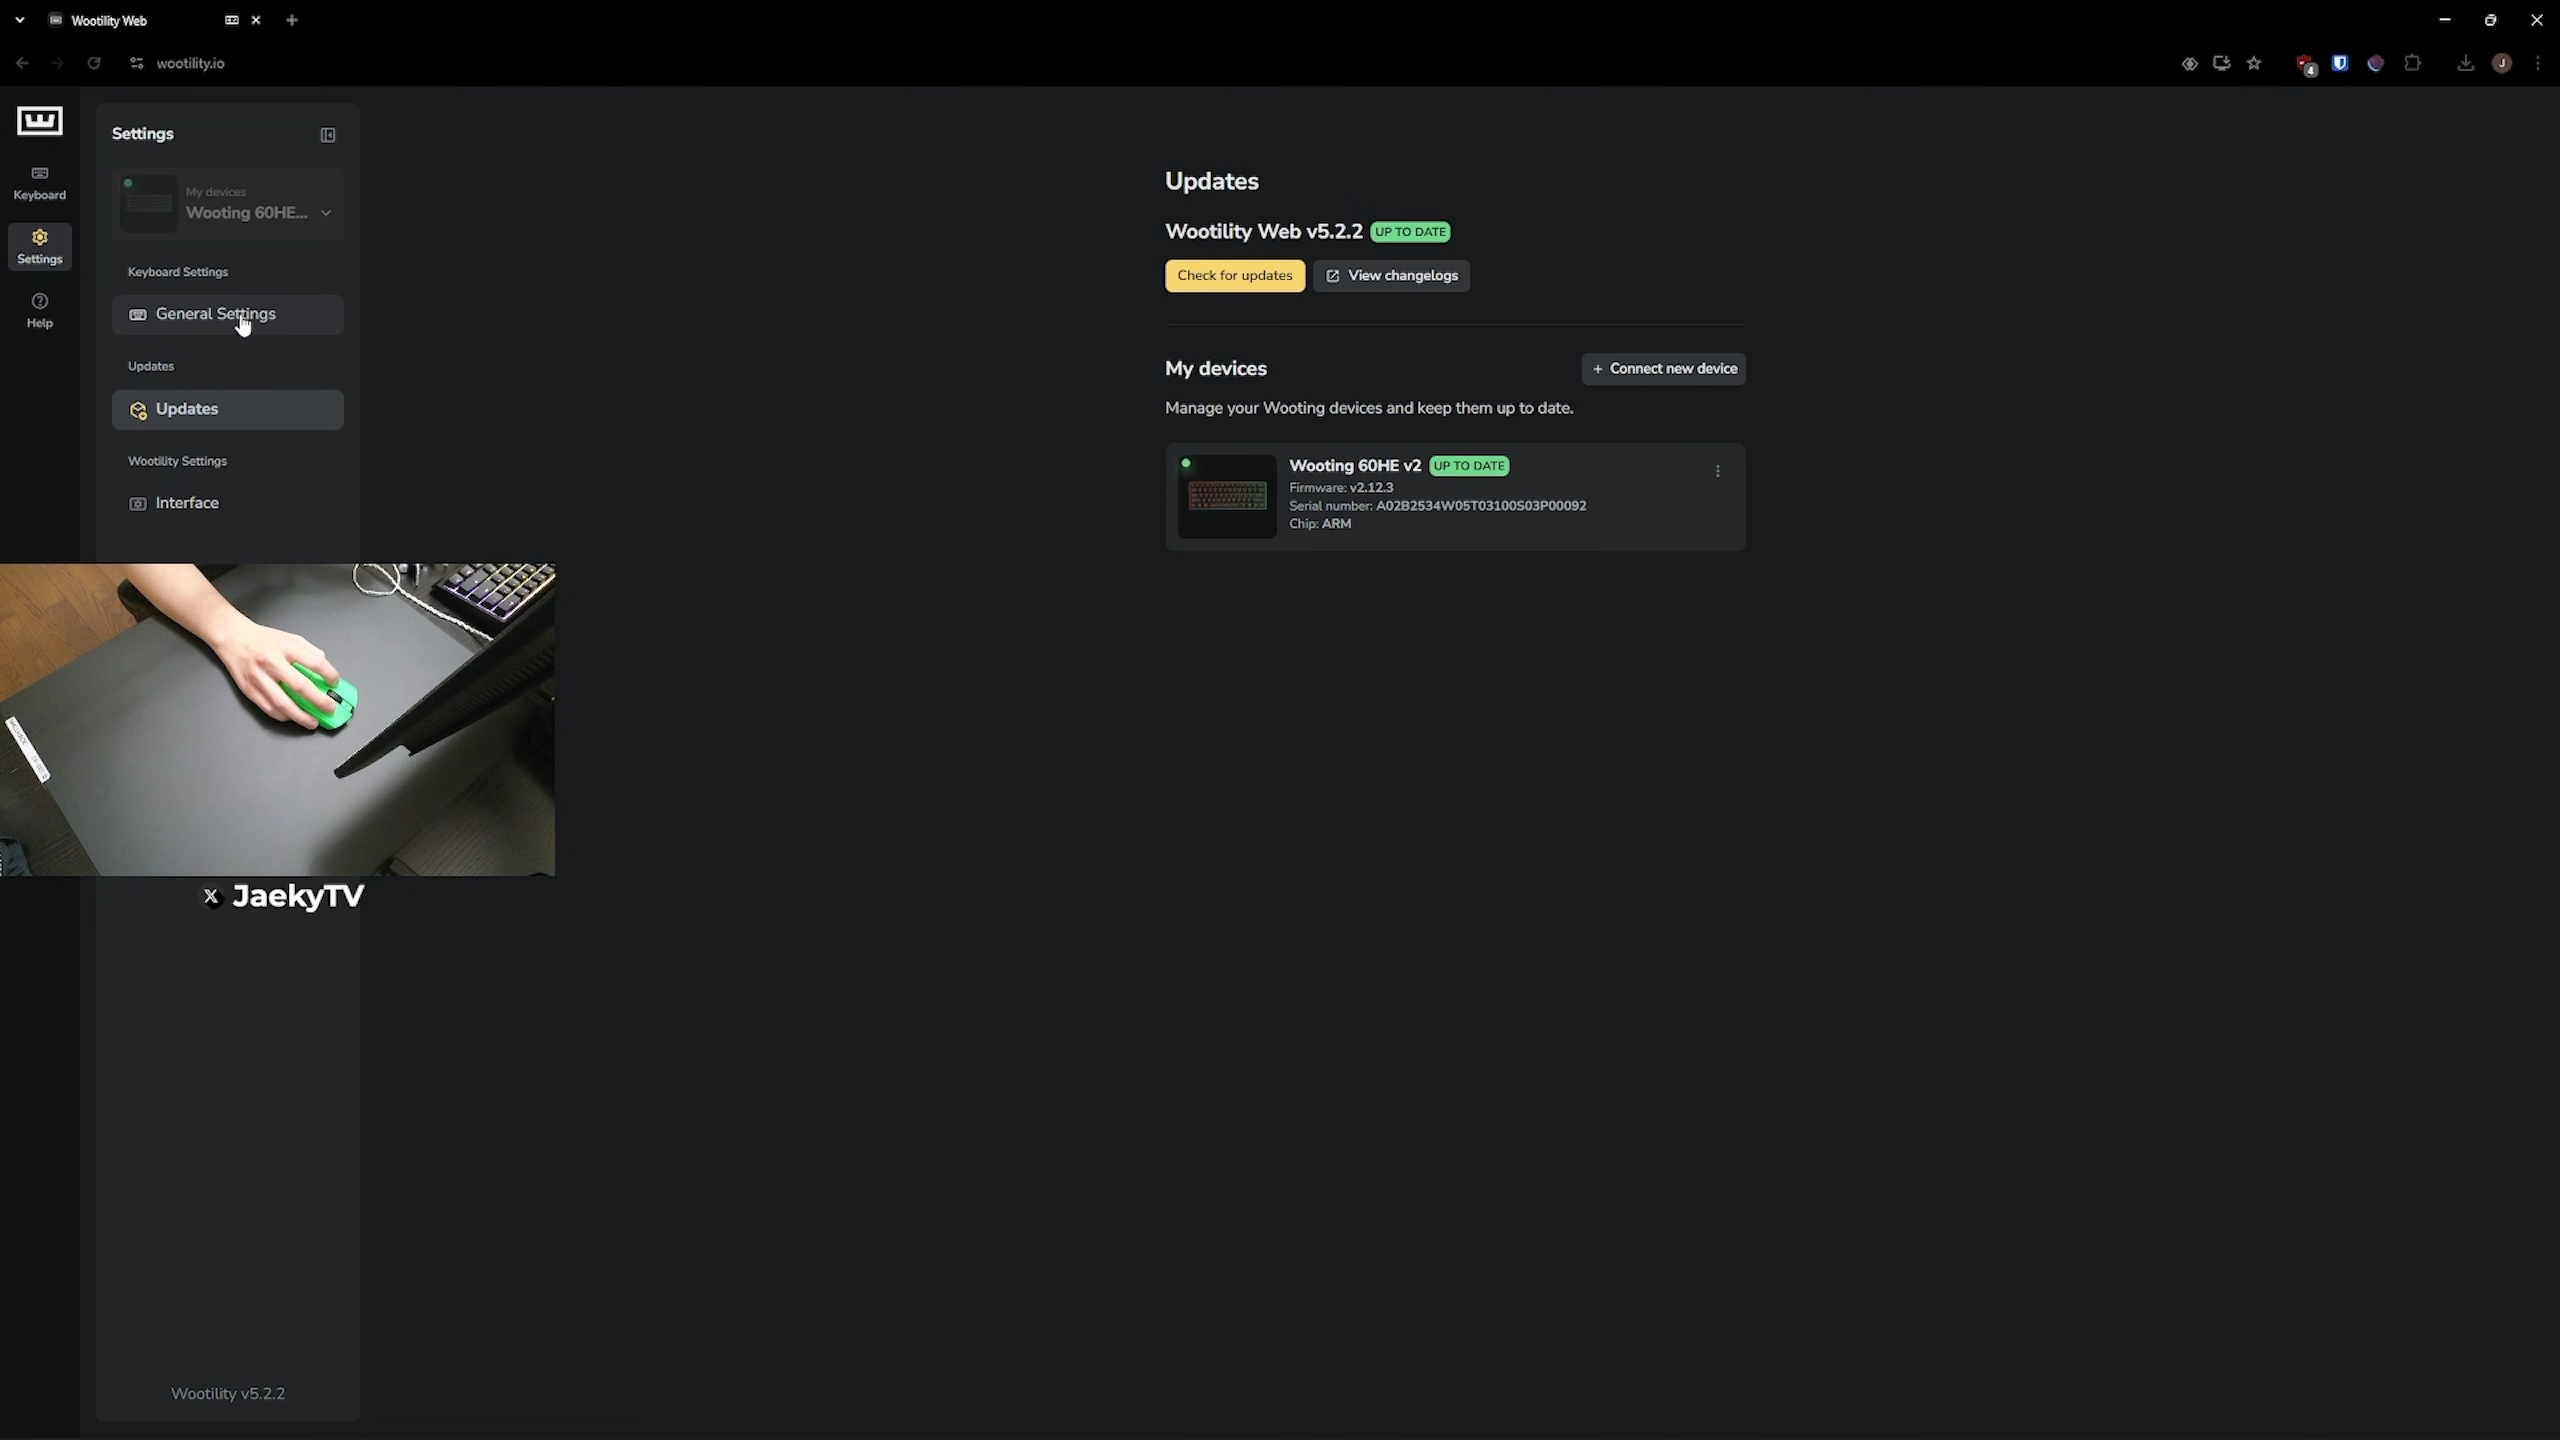 Wootility Web
wootility.io
4
J
Keyboard
Settings
Help
Settings
My devices
Wooting 60HE...
Keyboard Settings
General Settings
Updates
Updates
Wootility Settings
Interface
Updates
Wootility Web v5.2.2 UP TO DATE
Check for updates
View changelogs
My devices
+ Connect new device
Manage your Wooting devices and keep them up to date.
Wooting 60HE v2 UP TO DATE
Firmware: v2.12.3
Serial number: A02B2534W05T03100S03P00092
Chip: ARM
X JaekyTV
Wootility v5.2.2